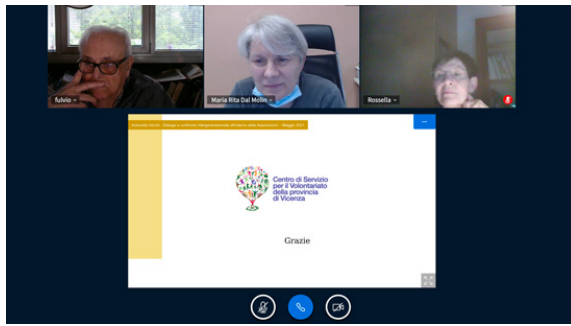 fulvio
Maria Rita Dal Molin
Rossella
Centro di Servizio
per il Volontariato
della provincia
di Vicenza
Grazie